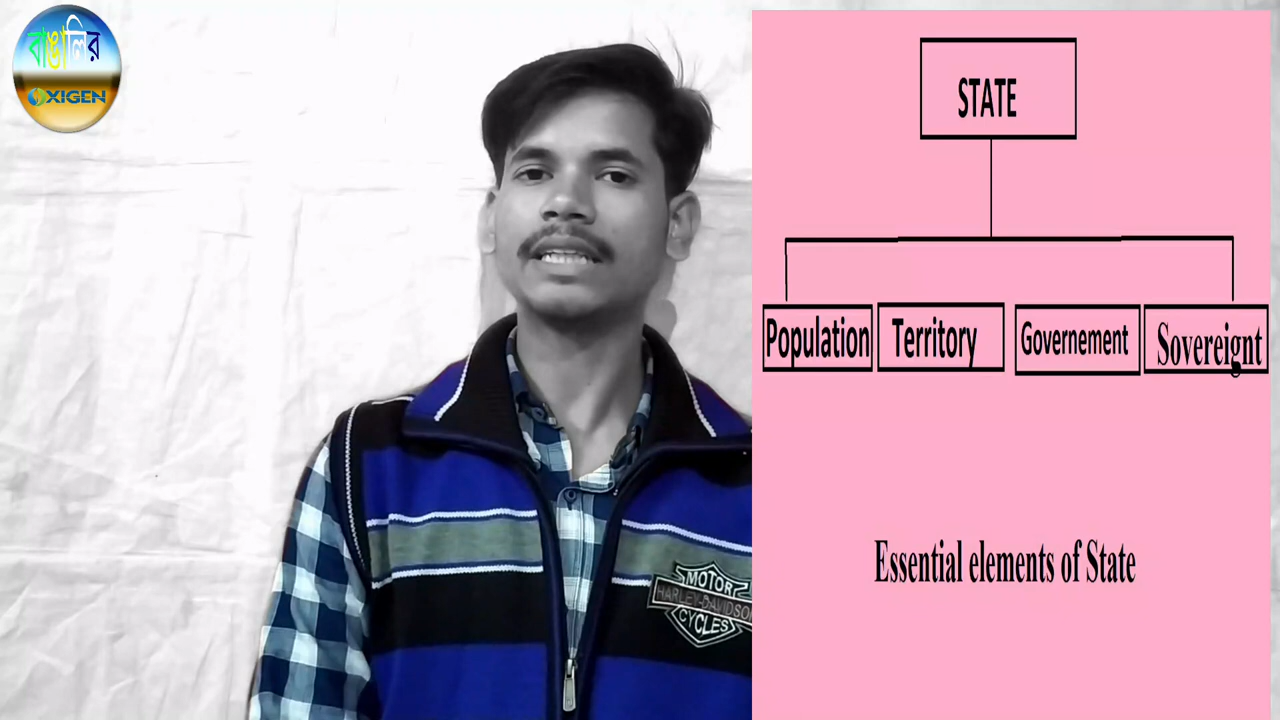 বাঙালির
OXIGEN
STATE
Population
Territory
Governement
Sovereignt
Essential elements of State
MOTOR
HARLEY-DAVIDSON
CYCLES